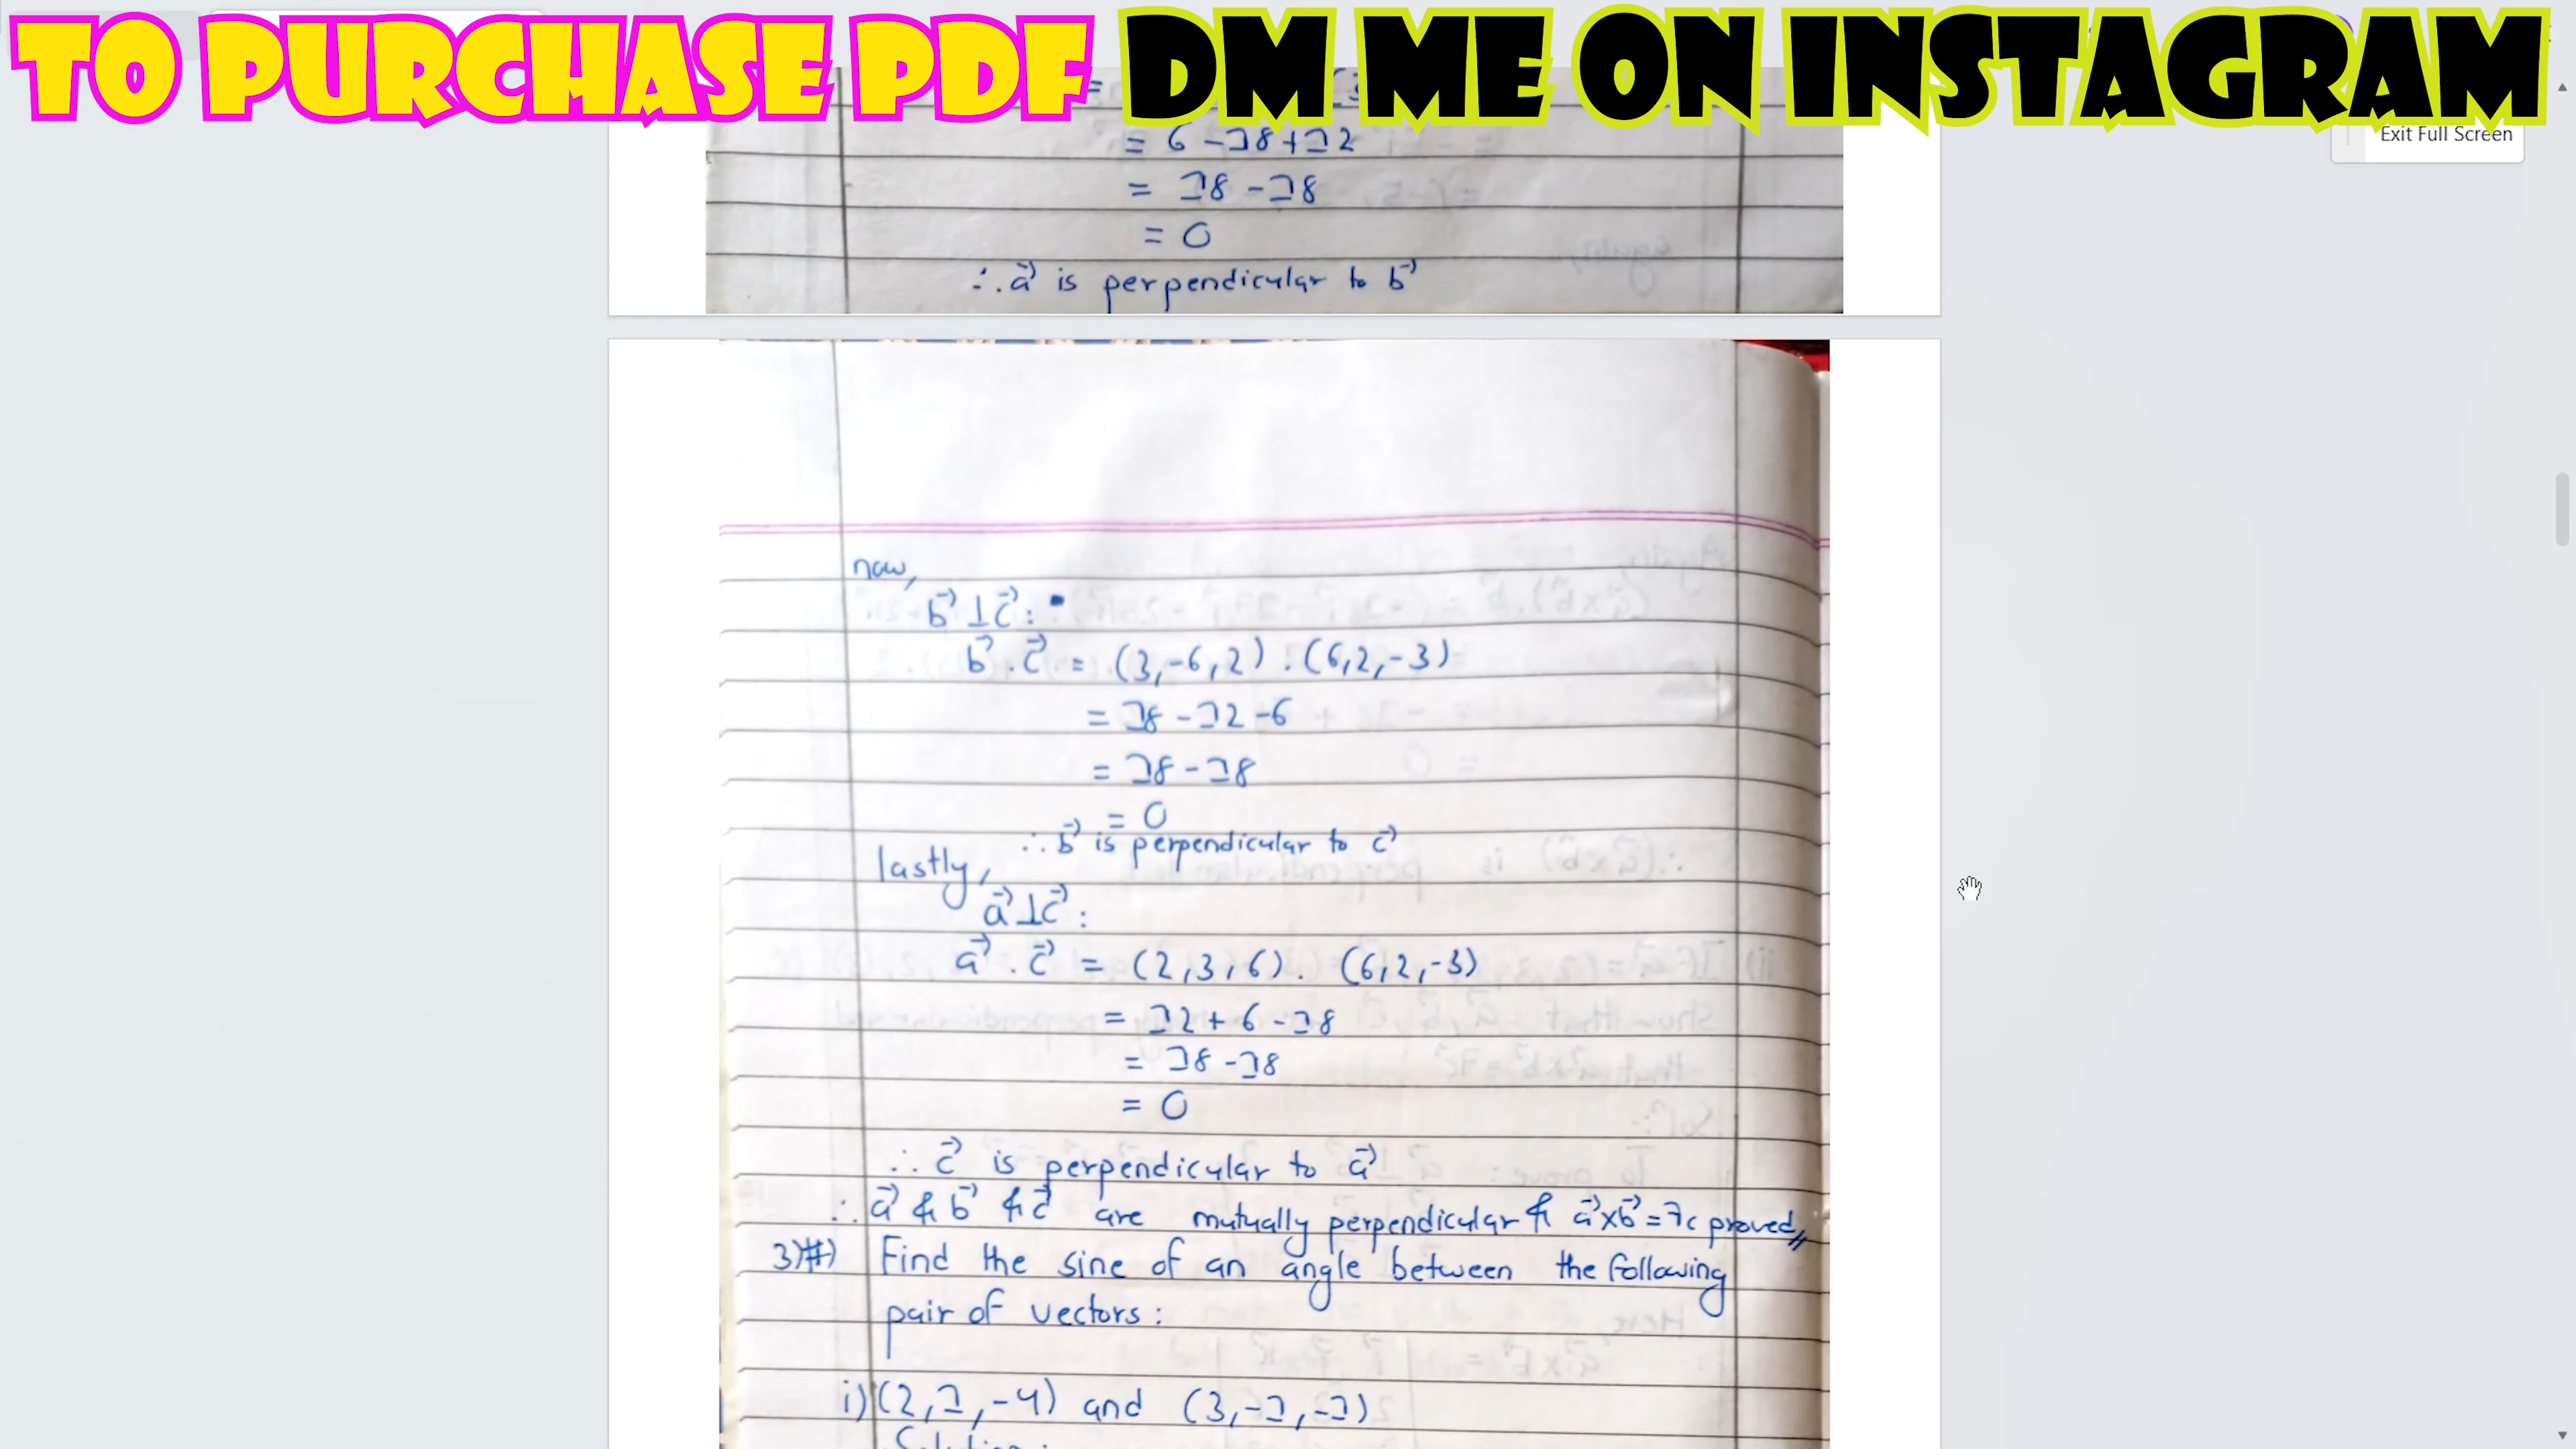 TO PURCHASE PDF DM ME ON INSTAGRAM
Exit Full Screen
= 6 - 18 + 12
= 18 - 18
= 0
∴ a⃗ is perpendicular to b⃗
now,
b⃗ ⊥ c⃗ :
b⃗ . c⃗ = (3, -6, 2) . (6, 2, -3)
= 18 - 12 - 6
= 18 - 18
= 0
∴ b⃗ is perpendicular to c⃗
lastly,
a⃗ ⊥ c⃗ :
a⃗ . c⃗ = (2, 3, 6) . (6, 2, -3)
= 12 + 6 - 18
= 18 - 18
= 0
∴ c⃗ is perpendicular to a⃗
∴ a⃗ & b⃗ & c⃗ are mutually perpendicular & a⃗ x b⃗ = 7c proved//
3)#) Find the sine of an angle between the following
pair of vectors :
i) (2, 1, -4) and (3, -1, -1)